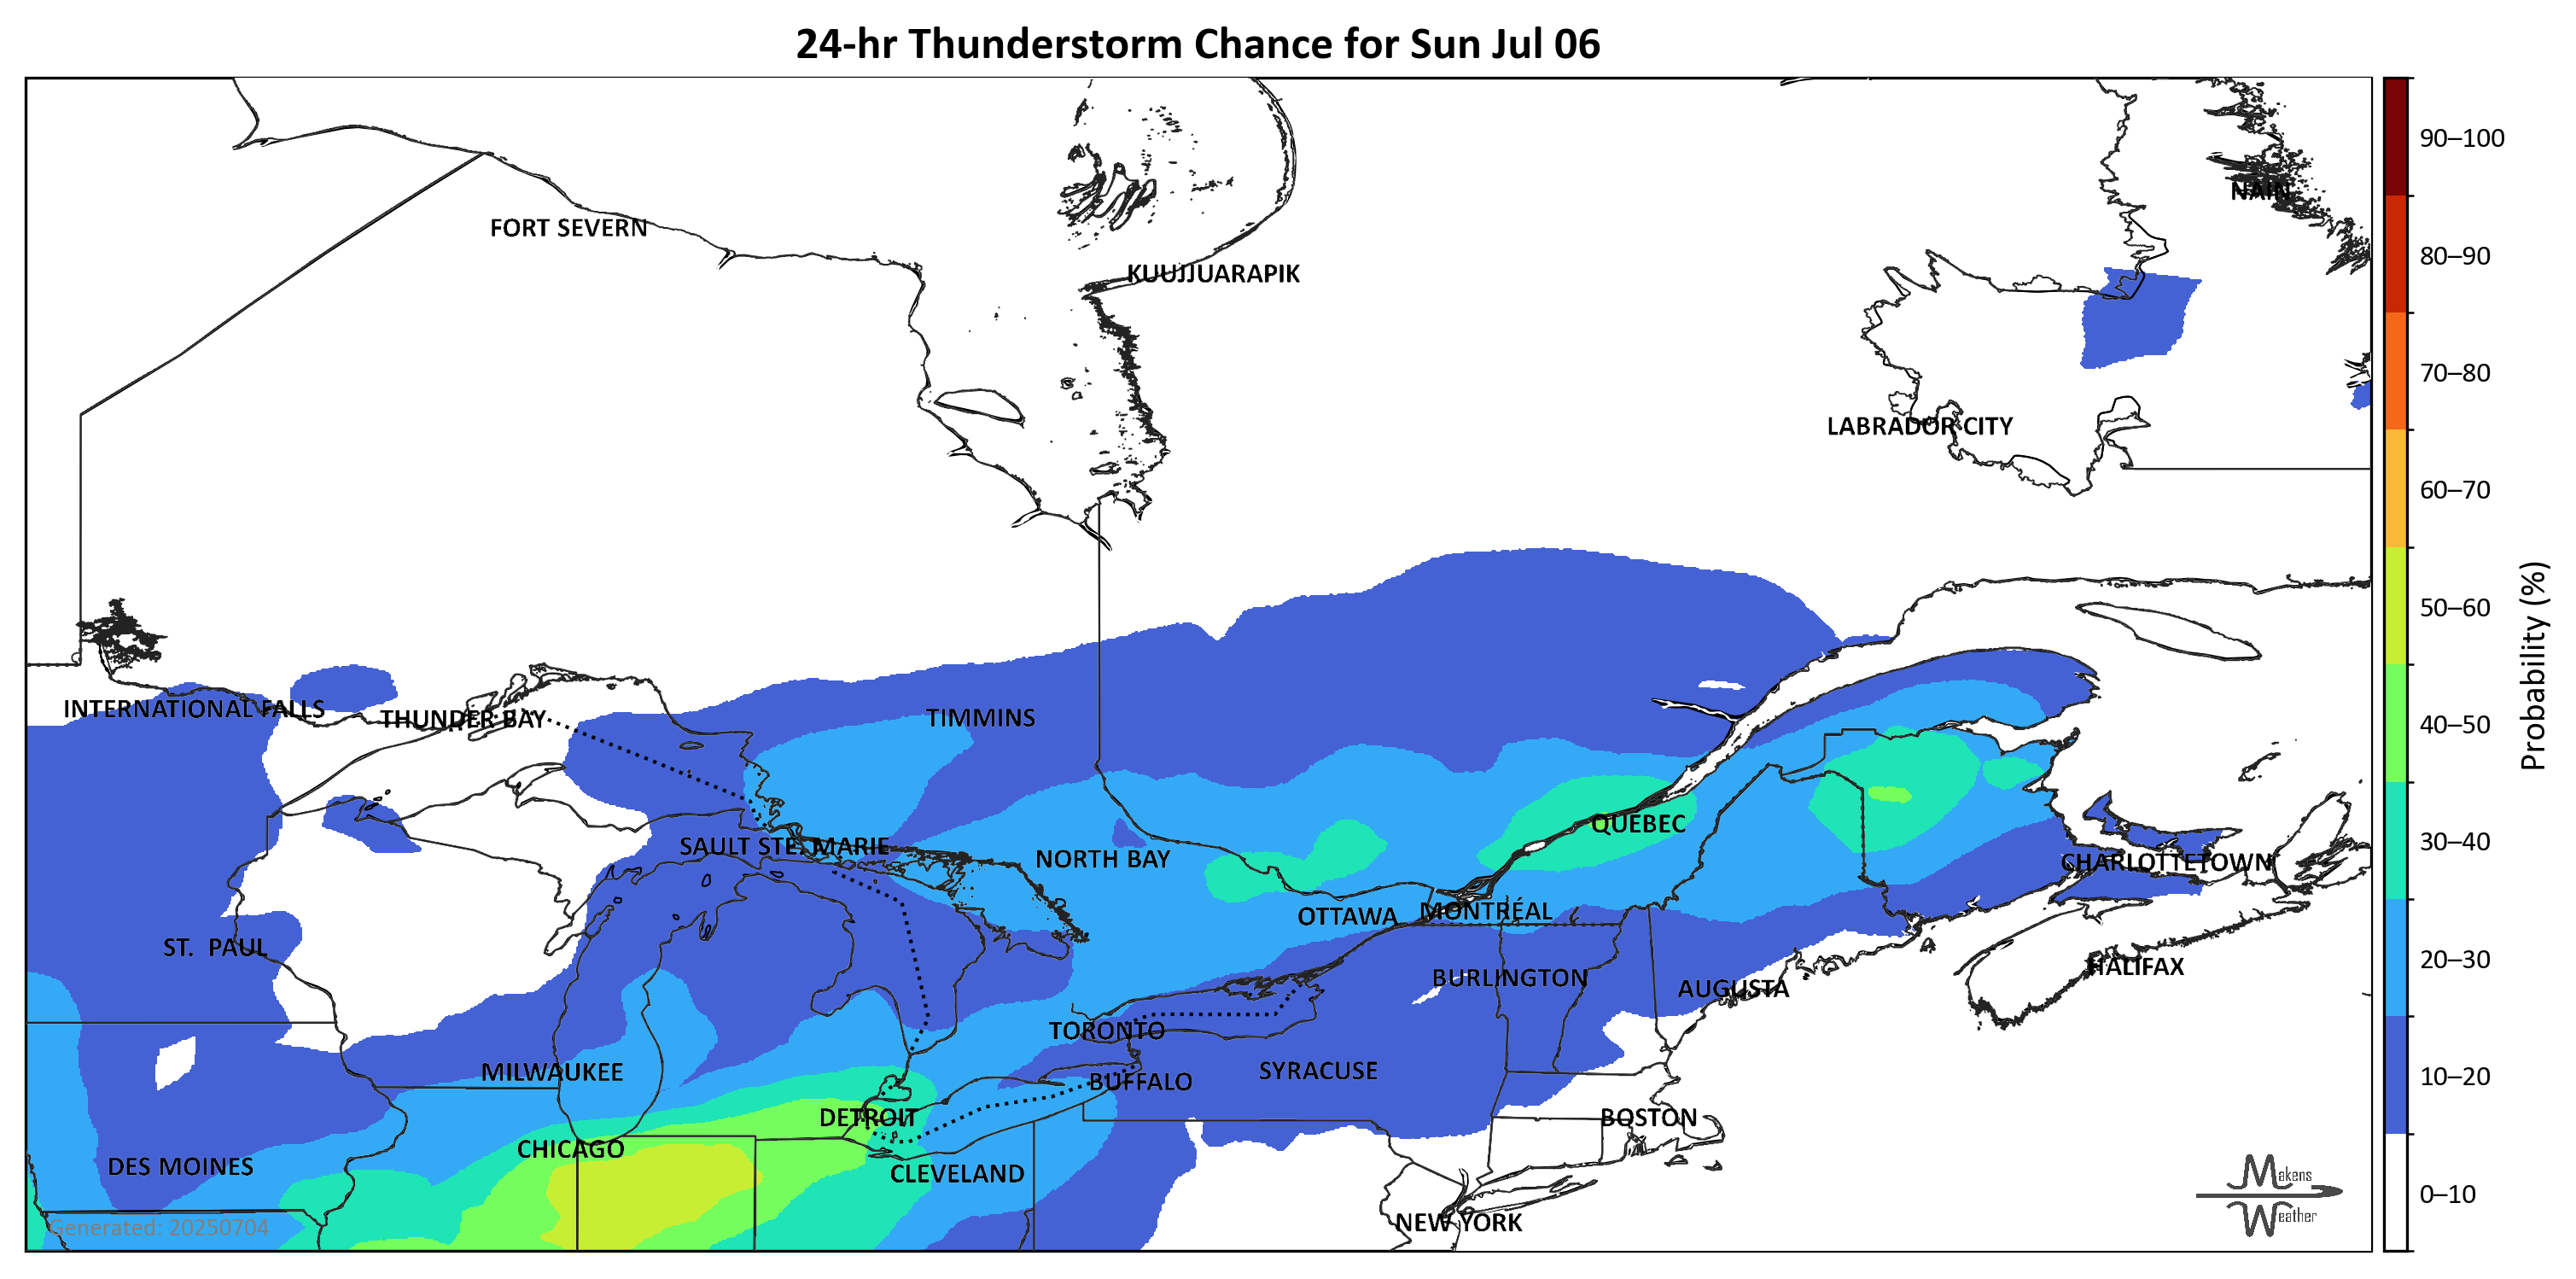 24-hr Thunderstorm Chance for Sun Jul 06
NAIN
FORT SEVERN
KUUJJUARAPIK
LABRADOR CITY
INTERNATIONAL FALLS
THUNDER BAY
TIMMINS
QUEBEC
SAULT STE. MARIE
NORTH BAY
CHARLOTTETOWN
OTTAWA
MONTRÉAL
ST. PAUL
HALIFAX
BURLINGTON
AUGUSTA
TORONTO
MILWAUKEE
SYRACUSE
BUFFALO
DETROIT
BOSTON
CHICAGO
DES MOINES
CLEVELAND
NEW YORK
Generated: 20250704
Makens
Weather
90–100
80–90
70–80
60–70
50–60
40–50
30–40
20–30
10–20
0–10
Probability (%)